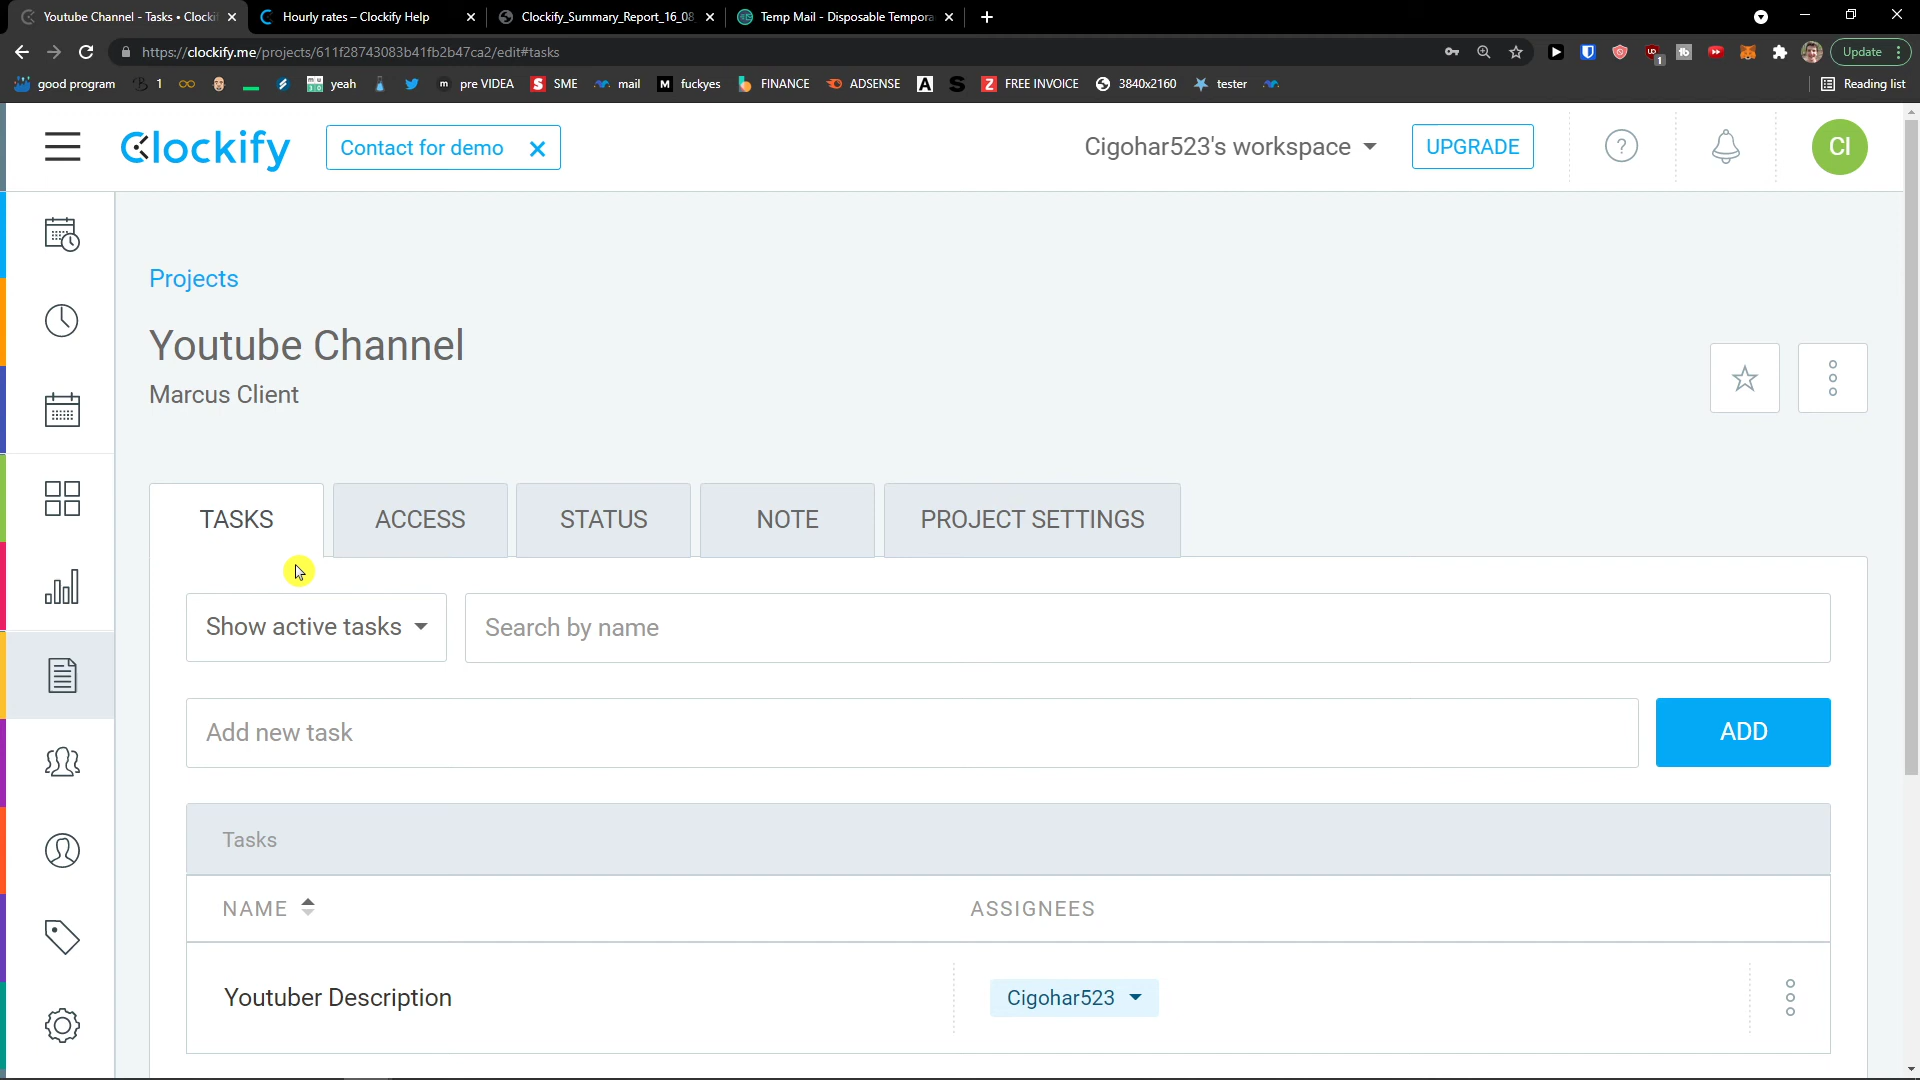 Youtube Channel - Tasks • Clocki
Hourly rates – Clockify Help
Clockify_Summary_Report_16_08
Temp Mail - Disposable Tempora
https://clockify.me/projects/611f28743083b41fb2b47ca2/edit#tasks
1
Update
good program
1
yeah
pre VIDEA
SME
mail
fuckyes
FINANCE
ADSENSE
FREE INVOICE
3840x2160
tester
Reading list
Clockify
Contact for demo
Cigohar523's workspace
UPGRADE
?
CI
Projects
Youtube Channel
Marcus Client
TASKS
ACCESS
STATUS
NOTE
PROJECT SETTINGS
Show active tasks
Search by name
Add new task
ADD
Tasks
NAME
ASSIGNEES
Youtuber Description
Cigohar523